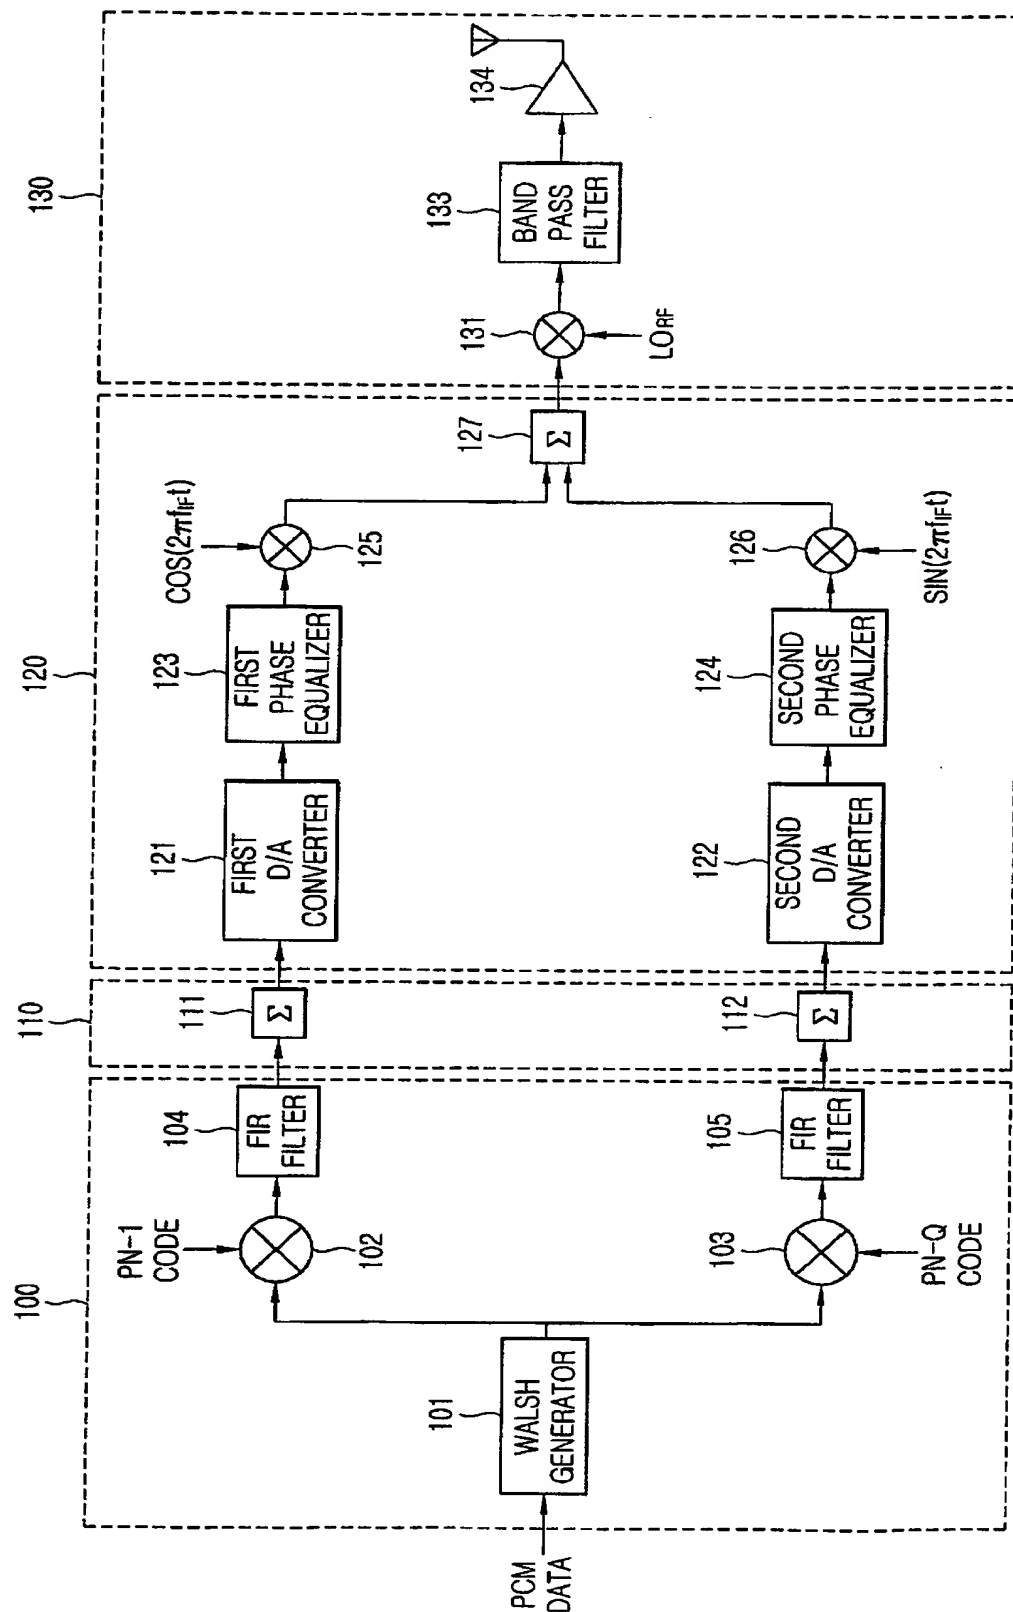 100
110
120
130
PCM
DATA
WALSH
GENERATOR
101
PN-1
CODE
102
FIR
FILTER
104
Σ
111
FIRST
D/A
CONVERTER
121
FIRST
PHASE
EQUALIZER
123
COS(2πfIFt)
125
PN-Q
CODE
103
FIR
FILTER
105
Σ
112
SECOND
D/A
CONVERTER
122
SECOND
PHASE
EQUALIZER
124
SIN(2πfIFt)
126
Σ
127
131
LORF
BAND
PASS
FILTER
133
134